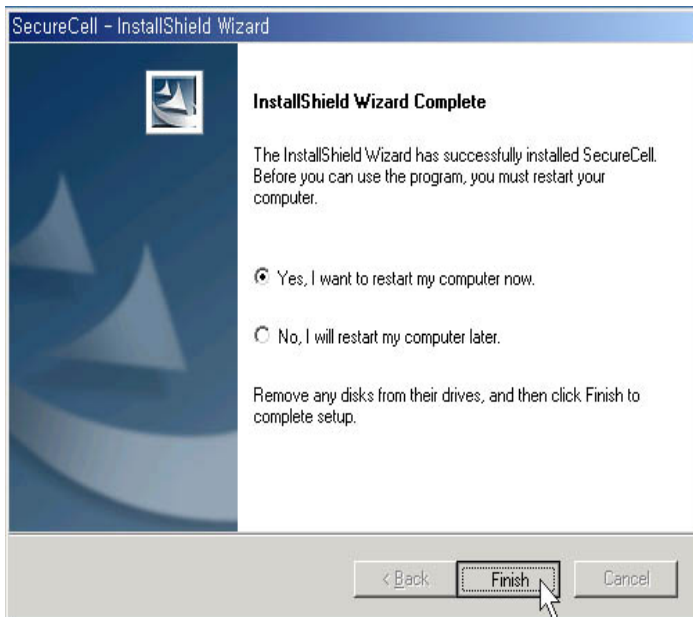 SecureCell - InstallShield Wizard
InstallShield Wizard Complete
The InstallShield Wizard has successfully installed SecureCell.
Before you can use the program, you must restart your
computer.
Yes, I want to restart my computer now.
No, I will restart my computer later.
Remove any disks from their drives, and then click Finish to
complete setup.
< Back Finish Cancel